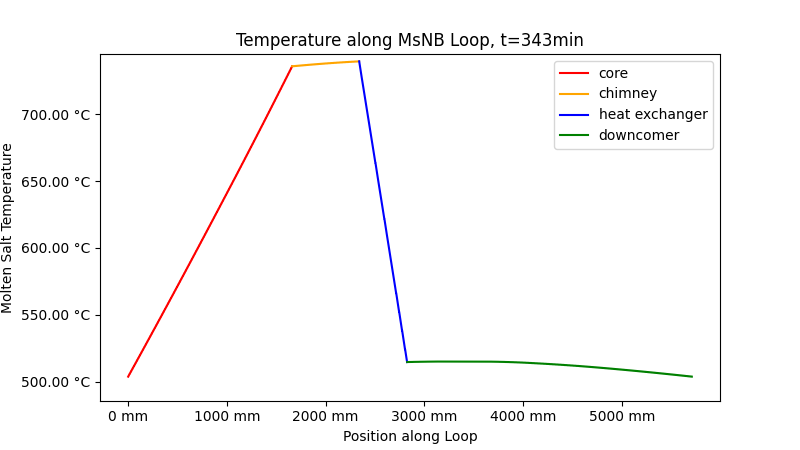 Temperature along MsNB Loop, t=343min
core
chimney
heat exchanger
downcomer
Molten Salt Temperature
700.00 °C
650.00 °C
600.00 °C
550.00 °C
500.00 °C
0 mm
1000 mm
2000 mm
3000 mm
4000 mm
5000 mm
Position along Loop